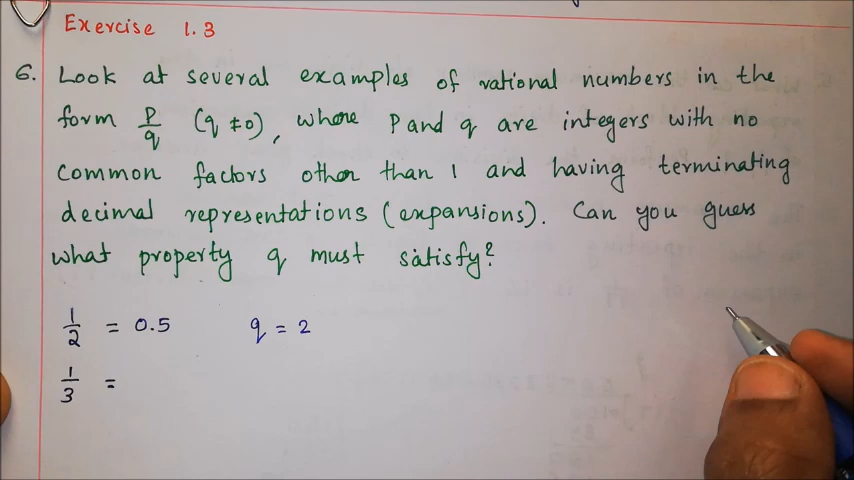 Exercise 1.3
6. Look at several examples of rational numbers in the
form p/q (q ≠ 0), where p and q are integers with no
common factors other than 1 and having terminating
decimal representations (expansions). Can you guess
what property q must satisfy?
1/2 = 0.5 q = 2
1/3 =